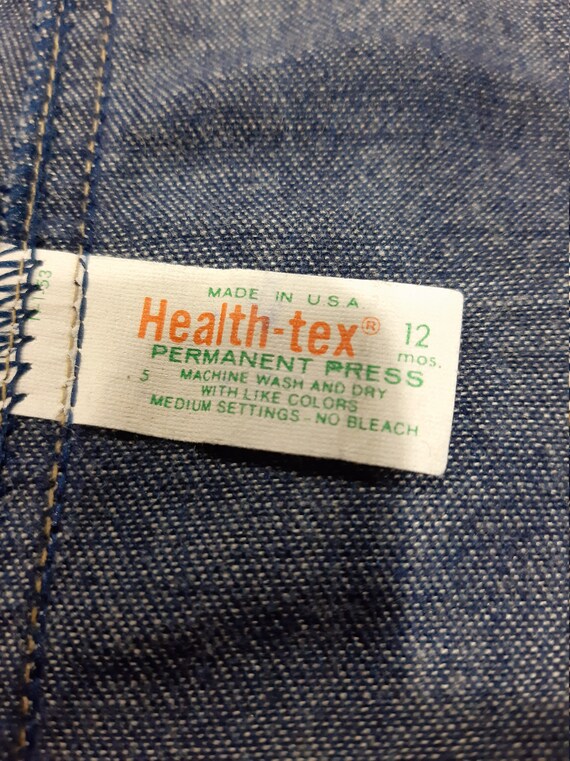 MADE IN U.S.A
Health-tex® 12
mos.
PERMANENT PRESS
5 MACHINE WASH AND DRY
WITH LIKE COLORS
MEDIUM SETTINGS - NO BLEACH